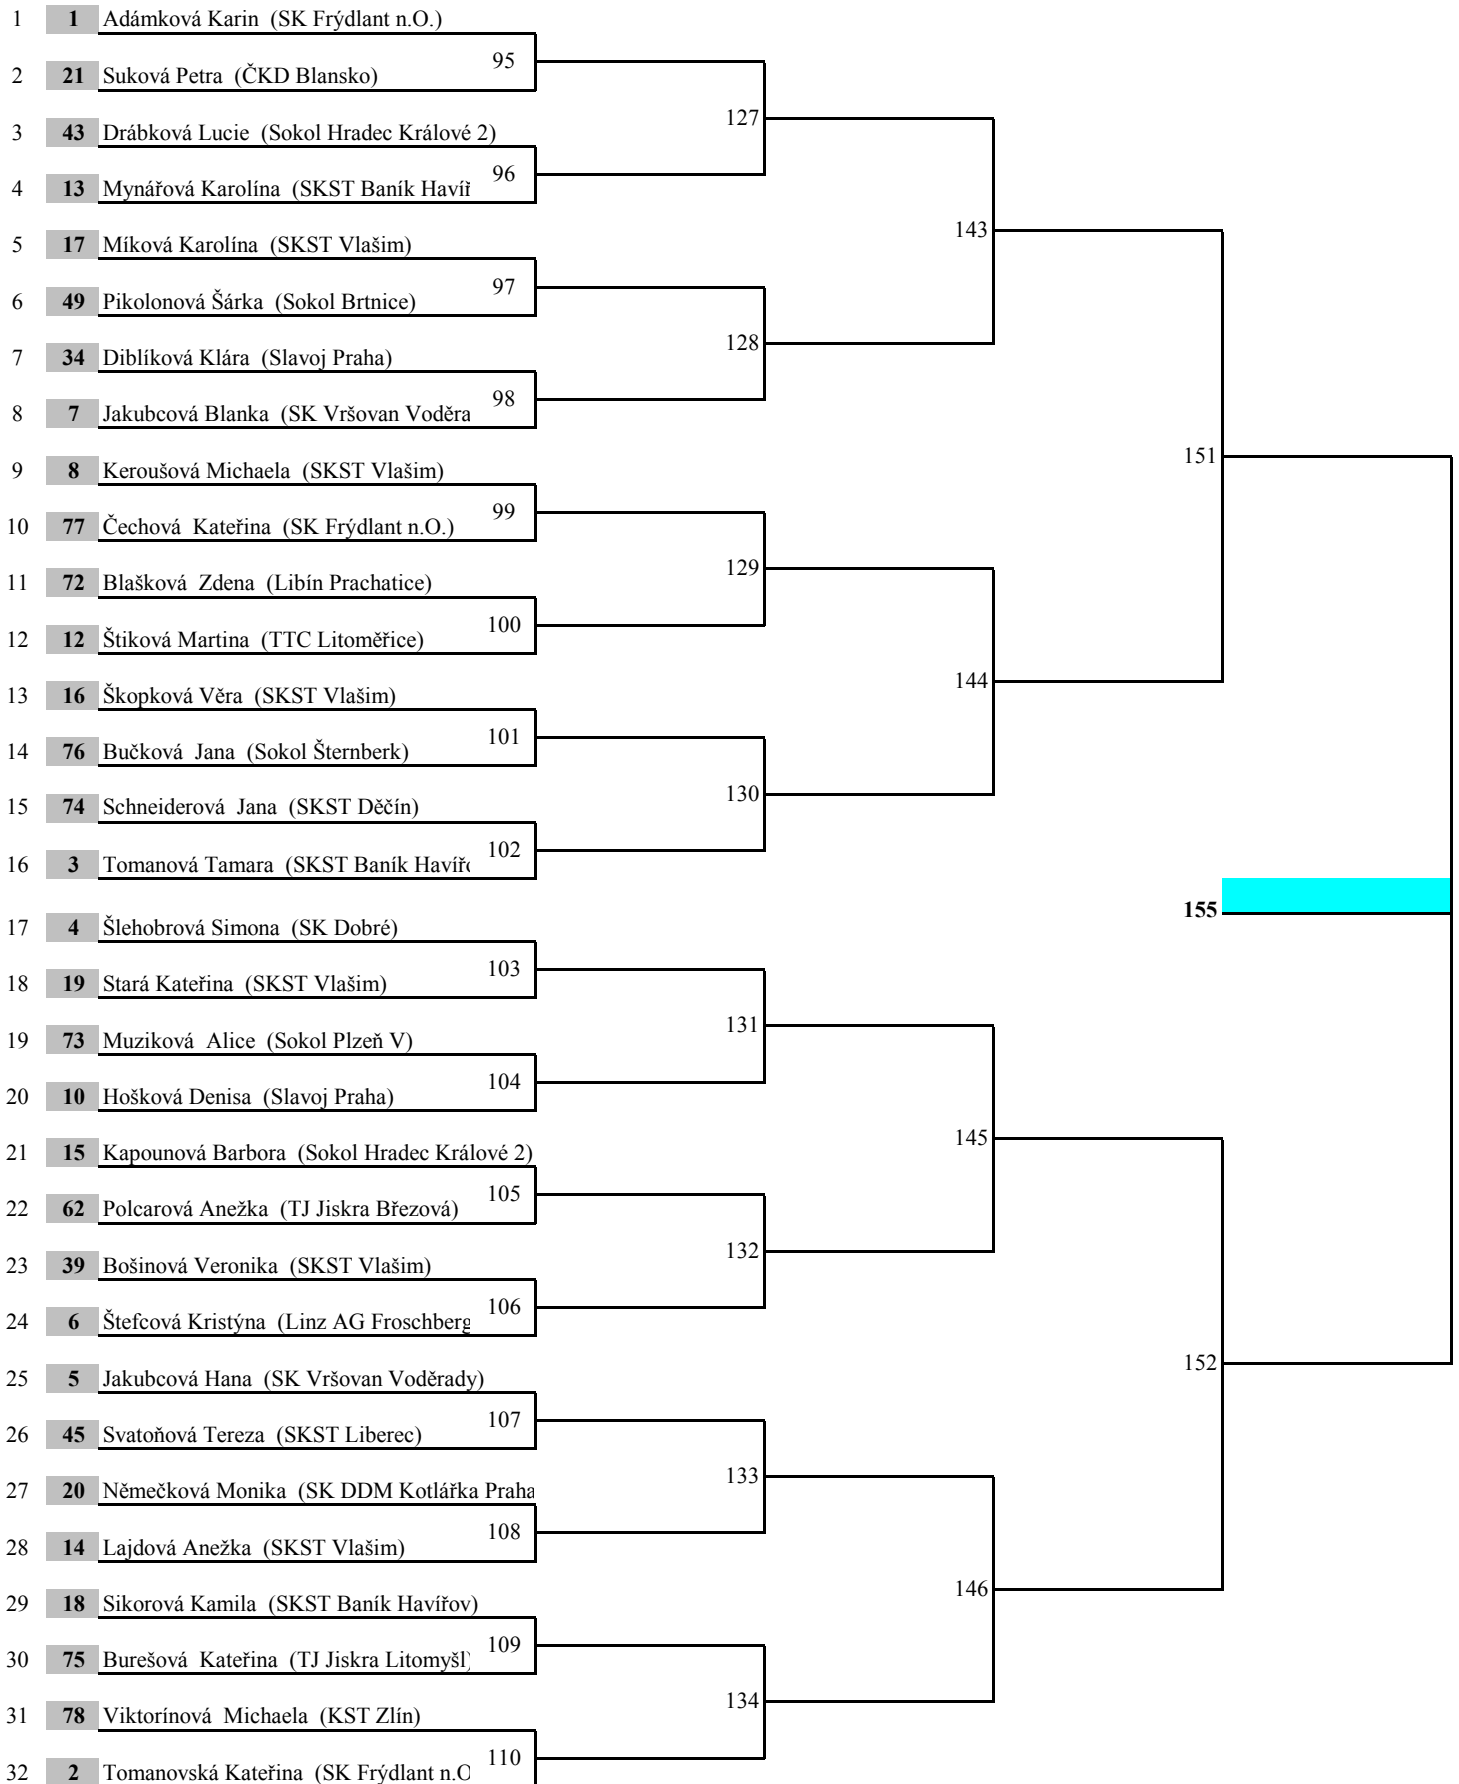 1 1 Adámková Karin (SK Frýdlant n.O.)
95
2 21 Suková Petra (ČKD Blansko)
127
3 43 Drábková Lucie (Sokol Hradec Králové 2)
96
4 13 Mynářová Karolína (SKST Baník Havíř
143
5 17 Míková Karolína (SKST Vlašim)
97
6 49 Pikolonová Šárka (Sokol Brtnice)
128
7 34 Diblíková Klára (Slavoj Praha)
98
8 7 Jakubcová Blanka (SK Vršovan Voděra
151
9 8 Keroušová Michaela (SKST Vlašim)
99
10 77 Čechová Kateřina (SK Frýdlant n.O.)
129
11 72 Blašková Zdena (Libín Prachatice)
100
12 12 Štiková Martina (TTC Litoměřice)
144
13 16 Škopková Věra (SKST Vlašim)
101
14 76 Bučková Jana (Sokol Šternberk)
130
15 74 Schneiderová Jana (SKST Děčín)
102
16 3 Tomanová Tamara (SKST Baník Havířo
155
17 4 Šlehobrová Simona (SK Dobré)
103
18 19 Stará Kateřina (SKST Vlašim)
131
19 73 Muziková Alice (Sokol Plzeň V)
104
20 10 Hošková Denisa (Slavoj Praha)
145
21 15 Kapounová Barbora (Sokol Hradec Králové 2)
105
22 62 Polcarová Anežka (TJ Jiskra Březová)
132
23 39 Bošinová Veronika (SKST Vlašim)
106
24 6 Štefcová Kristýna (Linz AG Froschberg
152
25 5 Jakubcová Hana (SK Vršovan Voděrady)
107
26 45 Svatoňová Tereza (SKST Liberec)
133
27 20 Němečková Monika (SK DDM Kotlářka Praha
108
28 14 Lajdová Anežka (SKST Vlašim)
146
29 18 Sikorová Kamila (SKST Baník Havířov)
109
30 75 Burešová Kateřina (TJ Jiskra Litomyšl)
134
31 78 Viktorínová Michaela (KST Zlín)
110
32 2 Tomanovská Kateřina (SK Frýdlant n.O